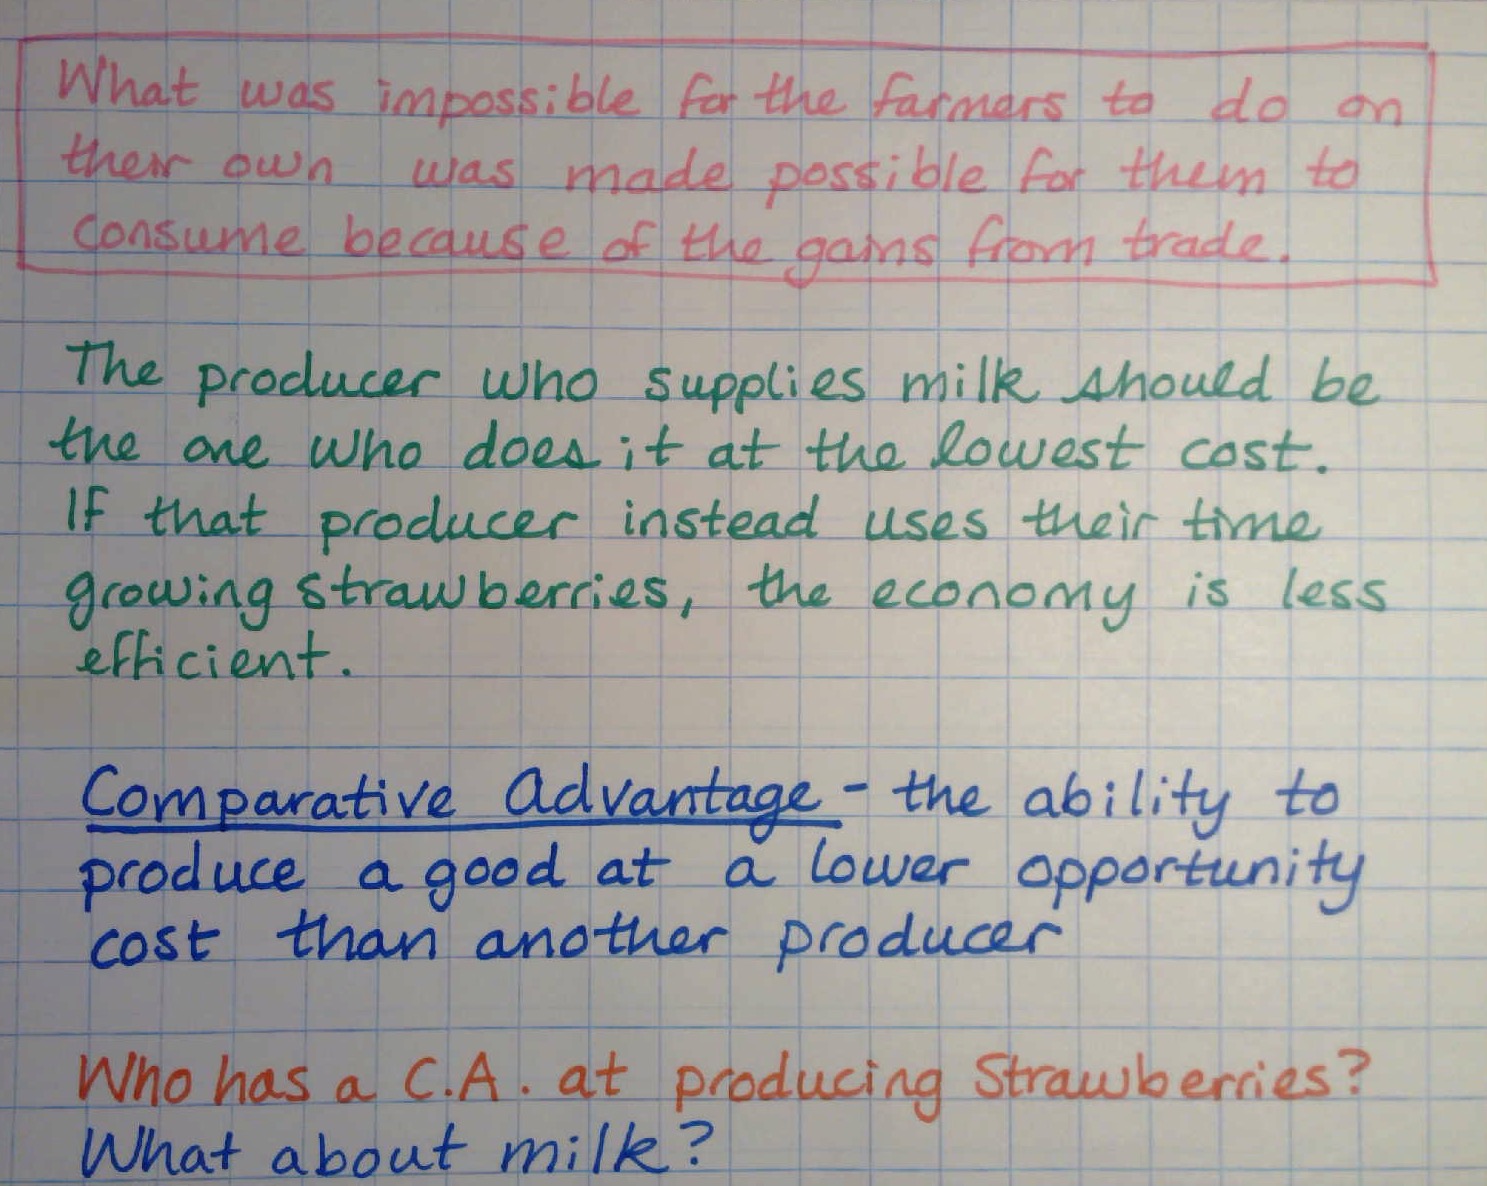 What was impossible for the farmers to do on
their own was made possible for them to
consume because of the gains from trade.
The producer who supplies milk should be
the one who does it at the lowest cost.
If that producer instead uses their time
growing strawberries, the economy is less
efficient.
Comparative Advantage - the ability to
produce a good at a lower opportunity
cost than another producer
Who has a C.A. at producing Strawberries?
What about milk?